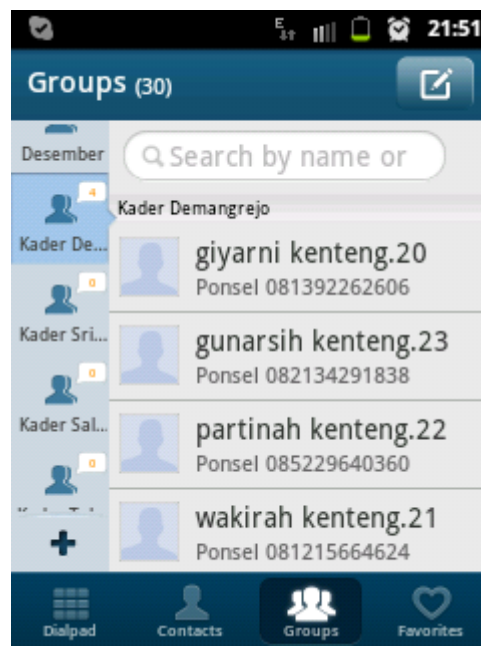 E
21:51
Groups (30)
Desember
Search by name or
4
Kader De...
Kader Demangrejo
giyarni kenteng.20
Ponsel 081392262606
0
Kader Sri...
gunarsih kenteng.23
Ponsel 082134291838
0
Kader Sal...
partinah kenteng.22
Ponsel 085229640360
0
wakirah kenteng.21
Ponsel 081215664624
Dialpad
Contacts
Groups
Favorites